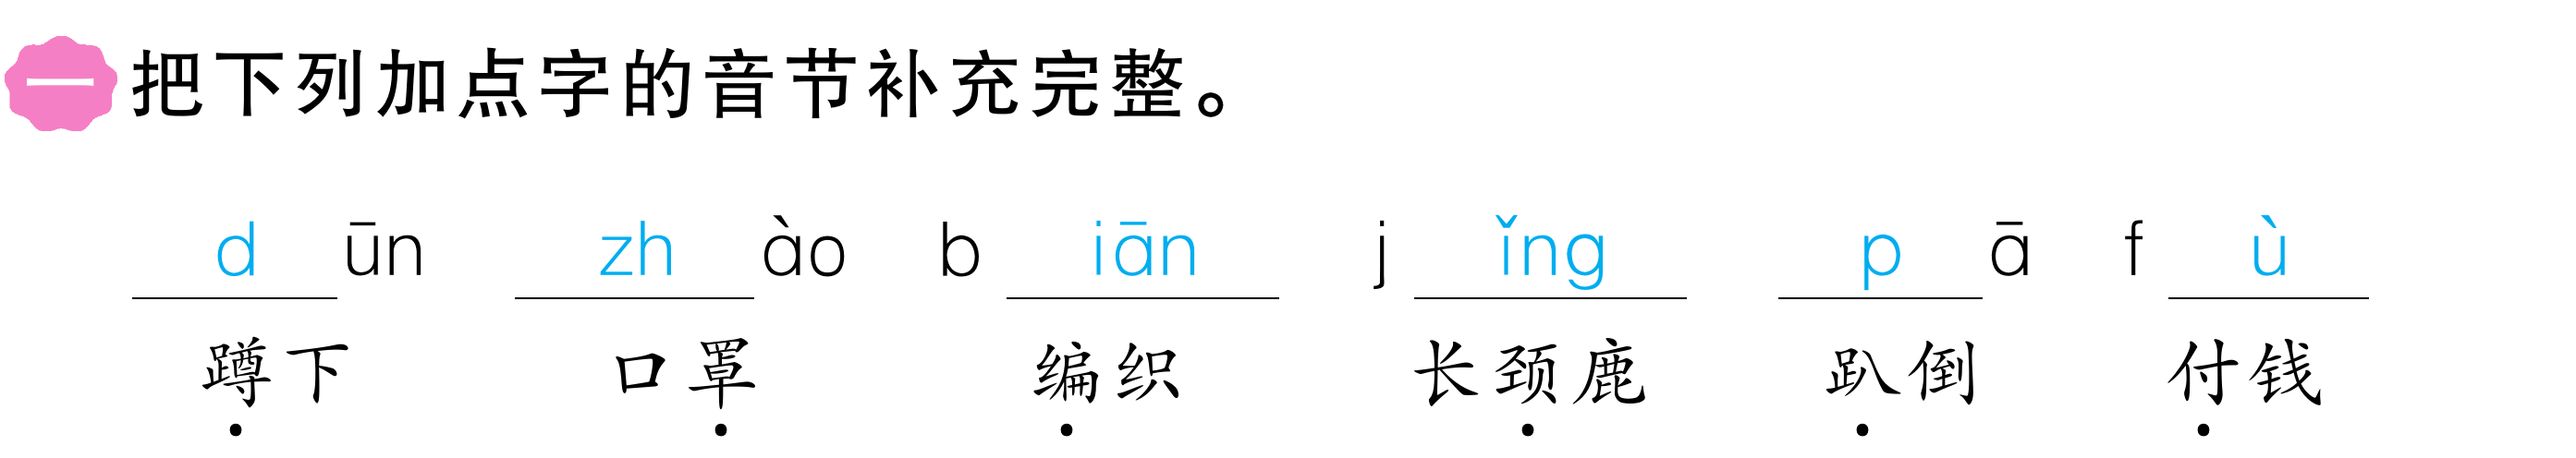 一 把下列加点字的音节补充完整。
d ūn zh ào b iān j ǐng p ā f ù
蹲下 口罩 编织 长颈鹿 趴倒 付钱